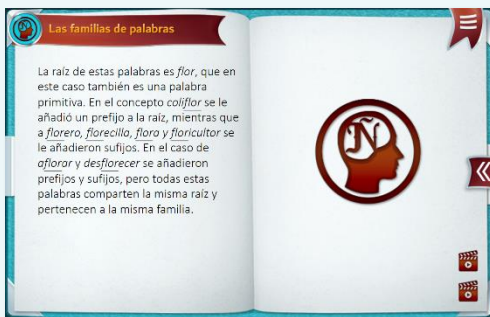 Las familias de palabras
La raíz de estas palabras es flor, que en
este caso también es una palabra
primitiva. En el concepto coliflor se le
añadió un prefijo a la raíz, mientras que
a florero, florecilla, flora y floricultor se
le añadieron sufijos. En el caso de
aflorar y desflorecer se añadieron
prefijos y sufijos, pero todas estas
palabras comparten la misma raíz y
pertenecen a la misma familia.
Ñ